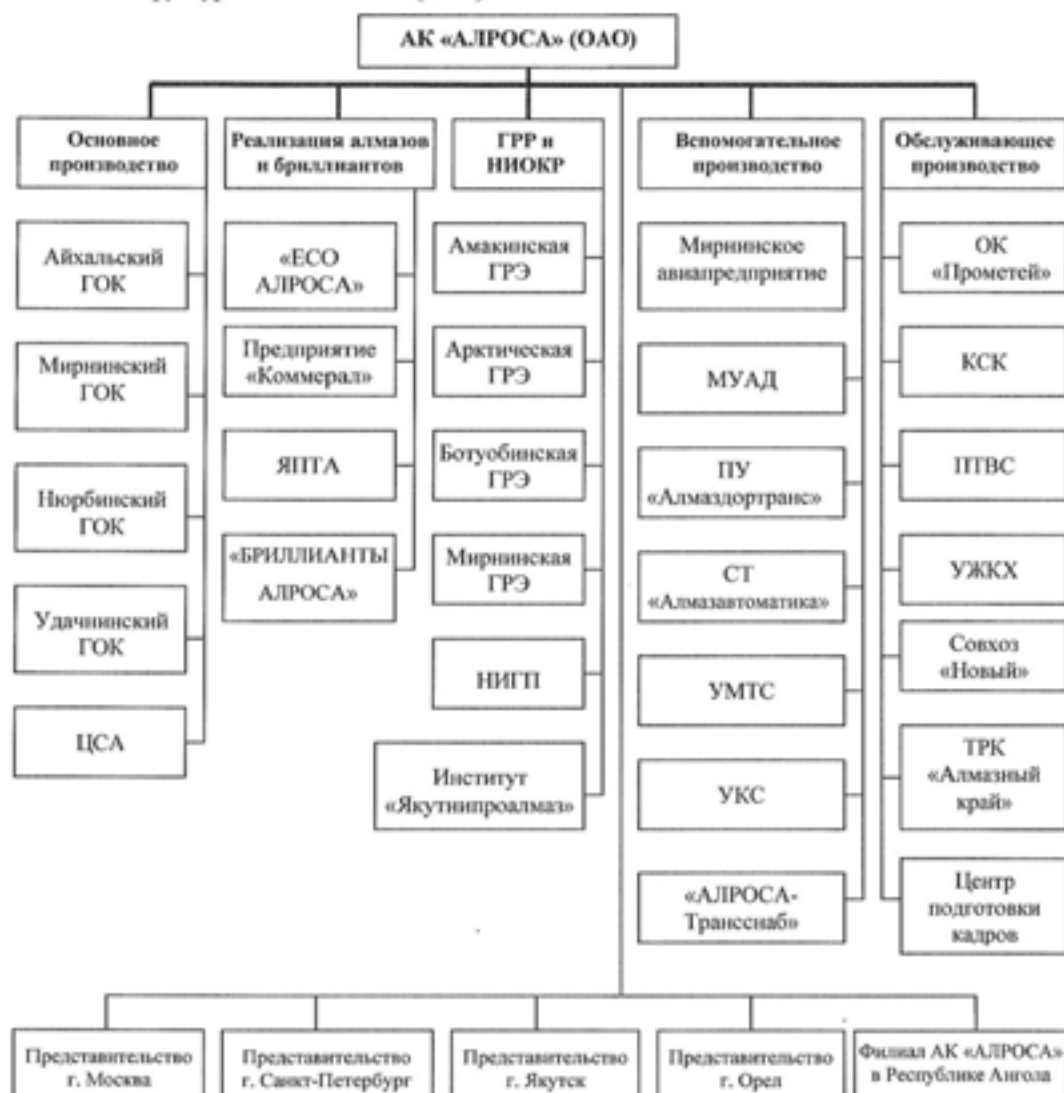 АК «АЛРОСА» (ОАО)
Основное
производство
Айхальский
ГОК
Мирнинский
ГОК
Нюрбинский
ГОК
Удачнинский
ГОК
ЦСА
Реализация алмазов
и бриллиантов
«ЕСО
АЛРОСА»
Предприятие
«Коммерал»
ЯПТА
«БРИЛЛИАНТЫ
АЛРОСА»
ГРР и
НИОКР
Амакинская
ГРЭ
Арктическая
ГРЭ
Ботуобинская
ГРЭ
Мирнинская
ГРЭ
НИГП
Институт
«Якутнипроалмаз»
Вспомогательное
производство
Мирнинское
авиапредприятие
МУАД
ПУ
«Алмаздортранс»
СТ
«Алмазавтоматика»
УМТС
УКС
«АЛРОСА-
Трансснаб»
Обслуживающее
производство
ОК
«Прометей»
КСК
ПТВС
УЖКХ
Совхоз
«Новый»
ТРК
«Алмазный
край»
Центр
подготовки
кадров
Представительство
г. Москва
Представительство
г. Санкт-Петербург
Представительство
г. Якутск
Представительство
г. Орел
Филиал АК «АЛРОСА»
в Республике Ангола